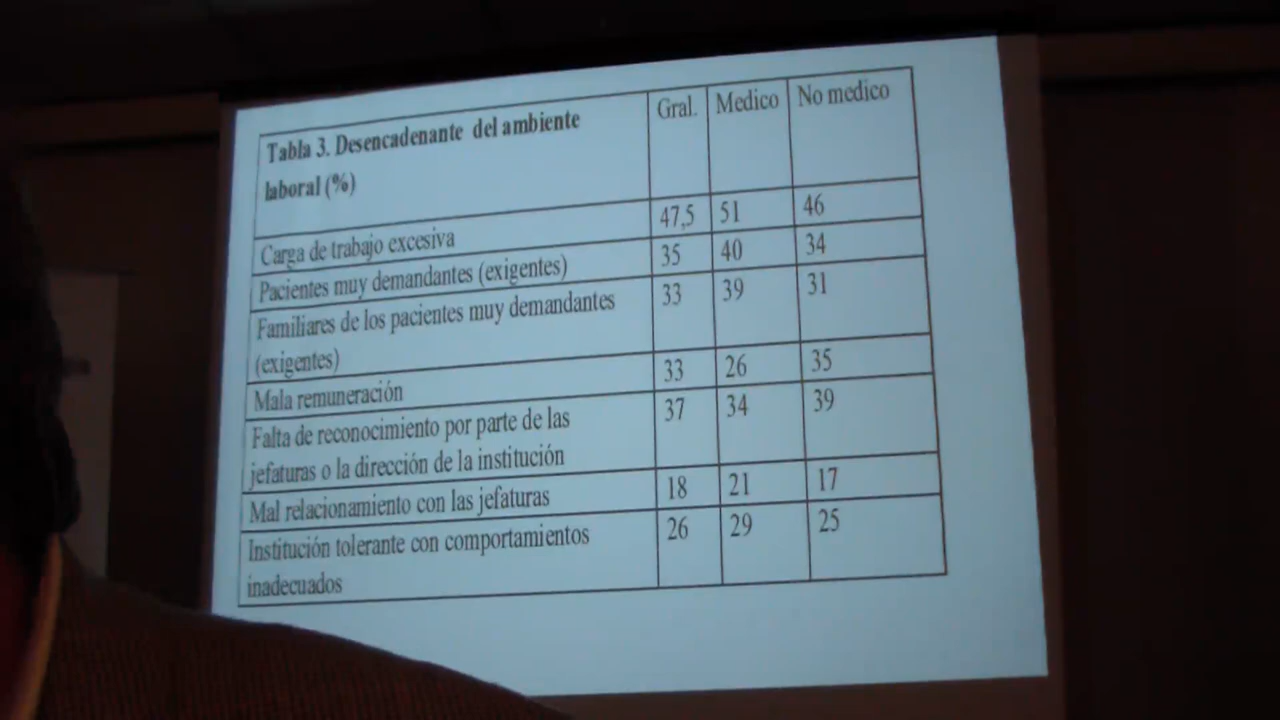 Tabla 3. Desencadenante del ambiente
laboral (%)
Gral.
Medico
No medico
Carga de trabajo excesiva
47,5
51
46
Pacientes muy demandantes (exigentes)
35
40
34
Familiares de los pacientes muy demandantes
(exigentes)
33
39
31
Mala remuneración
33
26
35
Falta de reconocimiento por parte de las
jefaturas o la dirección de la institución
37
34
39
Mal relacionamiento con las jefaturas
18
21
17
Institución tolerante con comportamientos
inadecuados
26
29
25